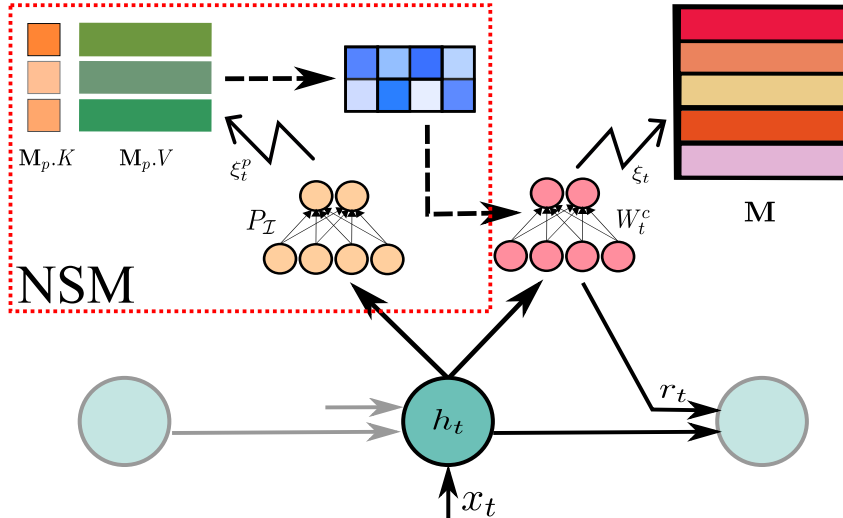 M_p.K
M_p.V
ξ_t^p
P_I
NSM
W_t^c
ξ_t
M
h_t
r_t
x_t